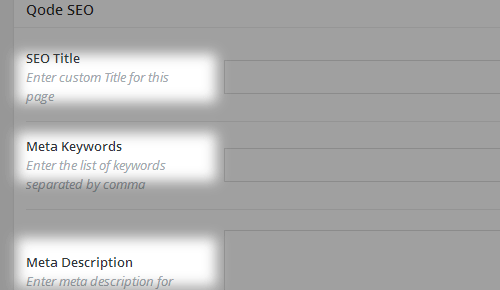 Qode SEO
SEO Title
Enter custom Title for this
page
Meta Keywords
Enter the list of keywords
separated by comma
Meta Description
Enter meta description for